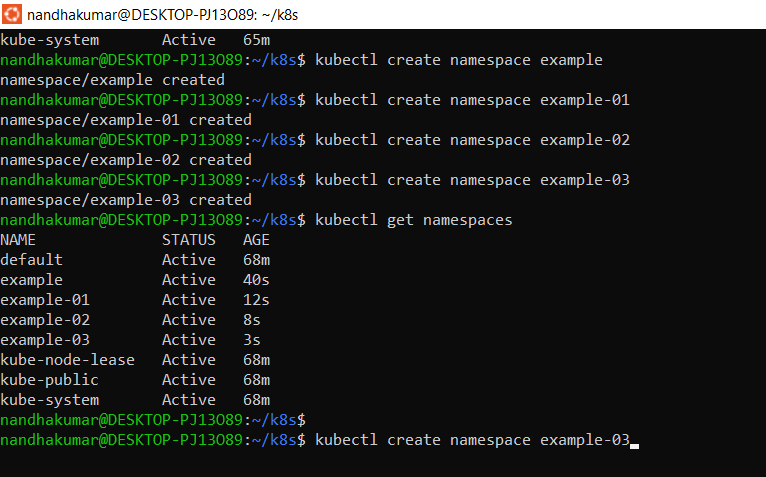 nandhakumar@DESKTOP-PJ13O89: ~/k8s
kube-system       Active   65m
nandhakumar@DESKTOP-PJ13O89:~/k8s$ kubectl create namespace example
namespace/example created
nandhakumar@DESKTOP-PJ13O89:~/k8s$ kubectl create namespace example-01
namespace/example-01 created
nandhakumar@DESKTOP-PJ13O89:~/k8s$ kubectl create namespace example-02
namespace/example-02 created
nandhakumar@DESKTOP-PJ13O89:~/k8s$ kubectl create namespace example-03
namespace/example-03 created
nandhakumar@DESKTOP-PJ13O89:~/k8s$ kubectl get namespaces
NAME              STATUS   AGE
default           Active   68m
example           Active   40s
example-01        Active   12s
example-02        Active   8s
example-03        Active   3s
kube-node-lease   Active   68m
kube-public       Active   68m
kube-system       Active   68m
nandhakumar@DESKTOP-PJ13O89:~/k8s$
nandhakumar@DESKTOP-PJ13O89:~/k8s$ kubectl create namespace example-03